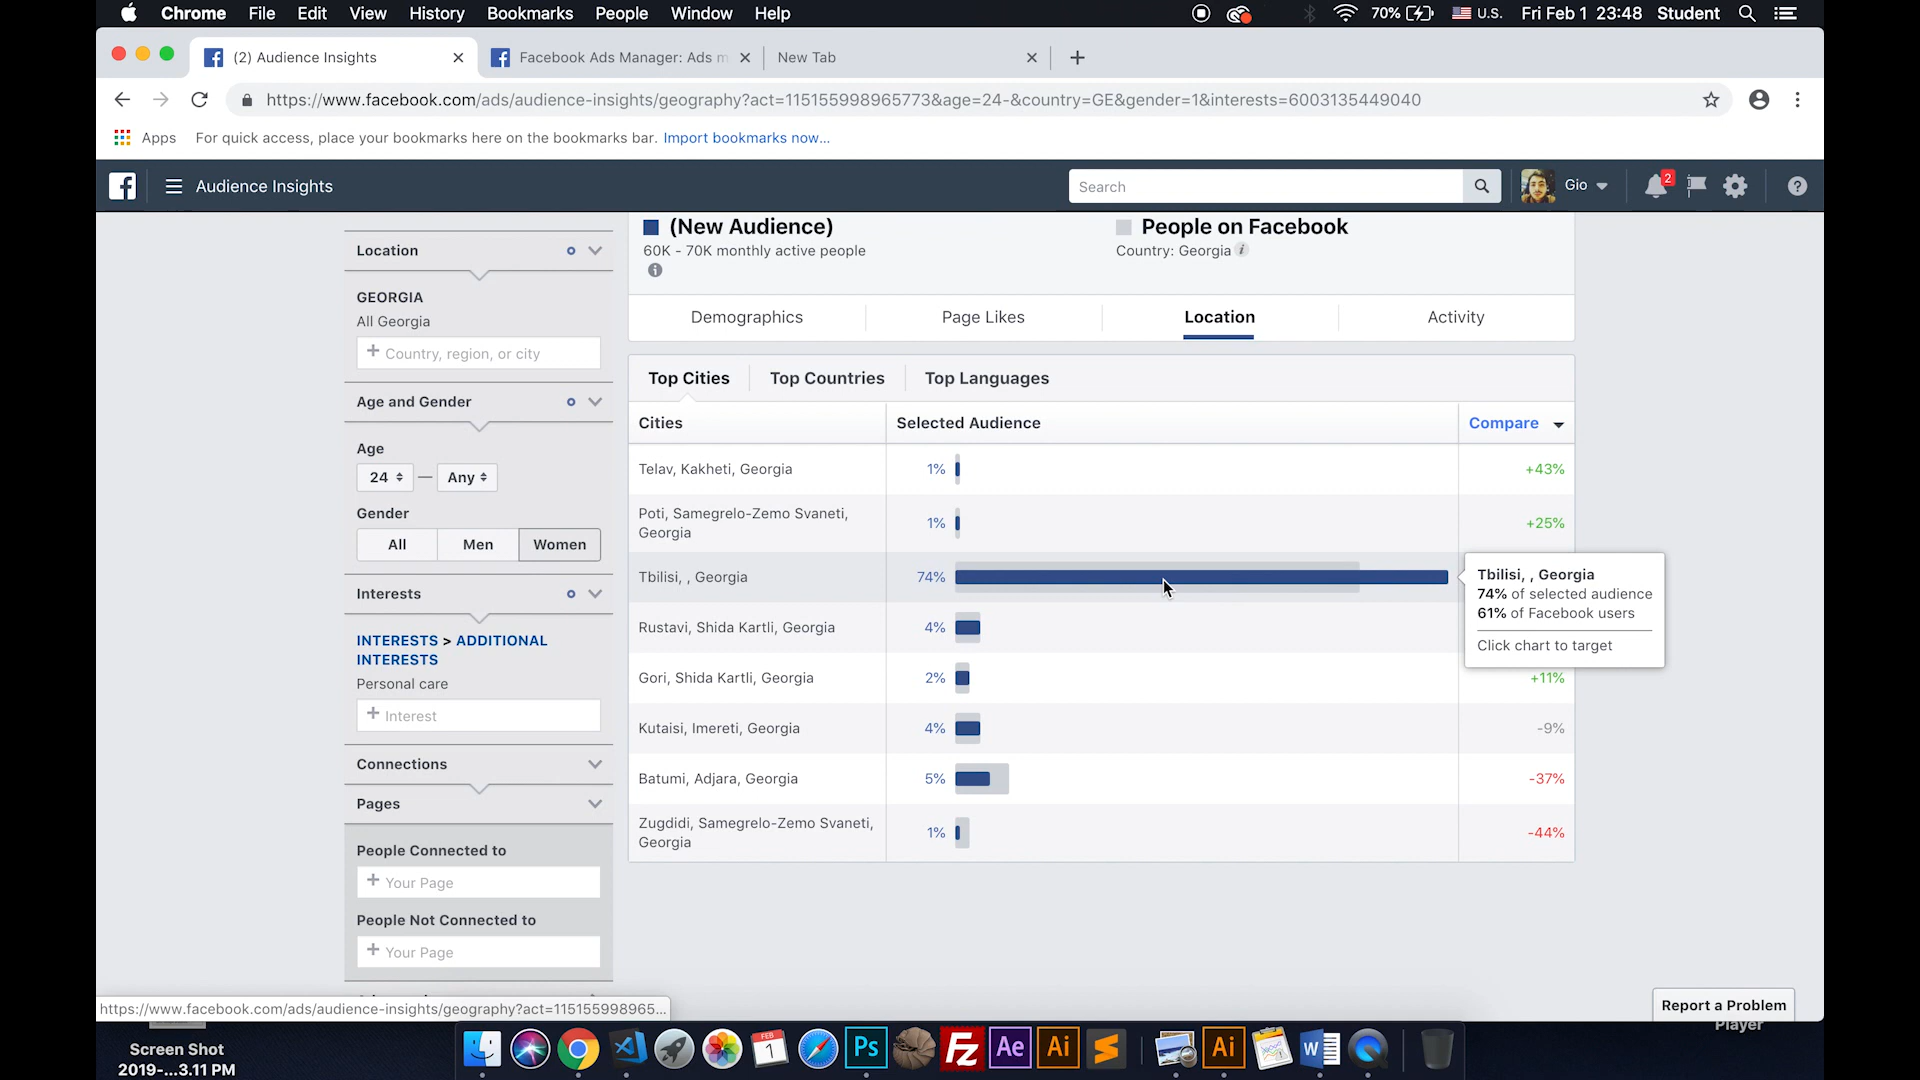 Chrome File Edit View History Bookmarks People Window Help 70% U.S. Fri Feb 1 23:48 Student
(2) Audience Insights Facebook Ads Manager: Ads m New Tab
https://www.facebook.com/ads/audience-insights/geography?act=115155998965773&age=24-&country=GE&gender=1&interests=6003135449040
Apps For quick access, place your bookmarks here on the bookmarks bar. Import bookmarks now...
Audience Insights Search Gio 2
Location
GEORGIA
All Georgia
+ Country, region, or city
Age and Gender
Age
24 — Any
Gender
All Men Women
Interests
INTERESTS > ADDITIONAL
INTERESTS
Personal care
+ Interest
Connections
Pages
People Connected to
+ Your Page
People Not Connected to
+ Your Page
(New Audience) People on Facebook
60K - 70K monthly active people Country: Georgia
Demographics Page Likes Location Activity
Top Cities Top Countries Top Languages
Cities Selected Audience Compare
Telav, Kakheti, Georgia 1% +43%
Poti, Samegrelo-Zemo Svaneti,
Georgia 1% +25%
Tbilisi, , Georgia 74%
Rustavi, Shida Kartli, Georgia 4%
Gori, Shida Kartli, Georgia 2% +11%
Kutaisi, Imereti, Georgia 4% -9%
Batumi, Adjara, Georgia 5% -37%
Zugdidi, Samegrelo-Zemo Svaneti,
Georgia 1% -44%
Tbilisi, , Georgia
74% of selected audience
61% of Facebook users
Click chart to target
https://www.facebook.com/ads/audience-insights/geography?act=115155998965...
Report a Problem
Player
Screen Shot
2019-...3.11 PM
FEB
1
Ps
Fz
Ae
Ai
Ai
W